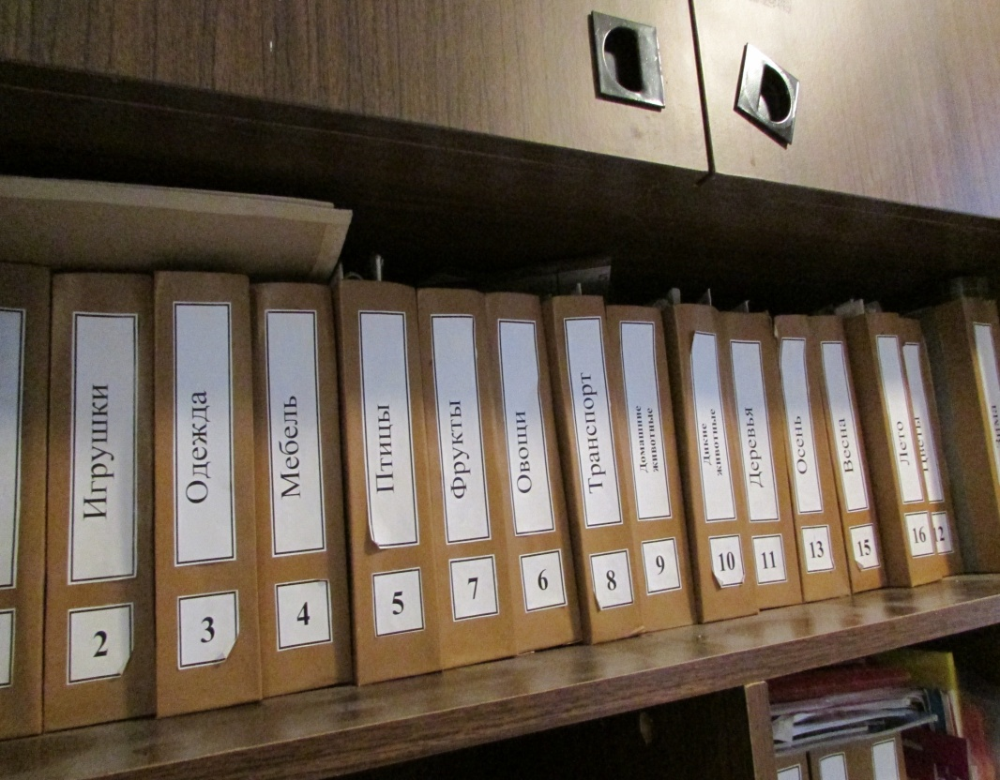 Игрушки
2
Одежда
3
Мебель
4
Птицы
5
Фрукты
7
Овощи
6
Транспорт
8
Домашние
животные
9
Дикие
животные
10
Деревья
11
Осень
13
Весна
15
Лето
16
Цветы
12